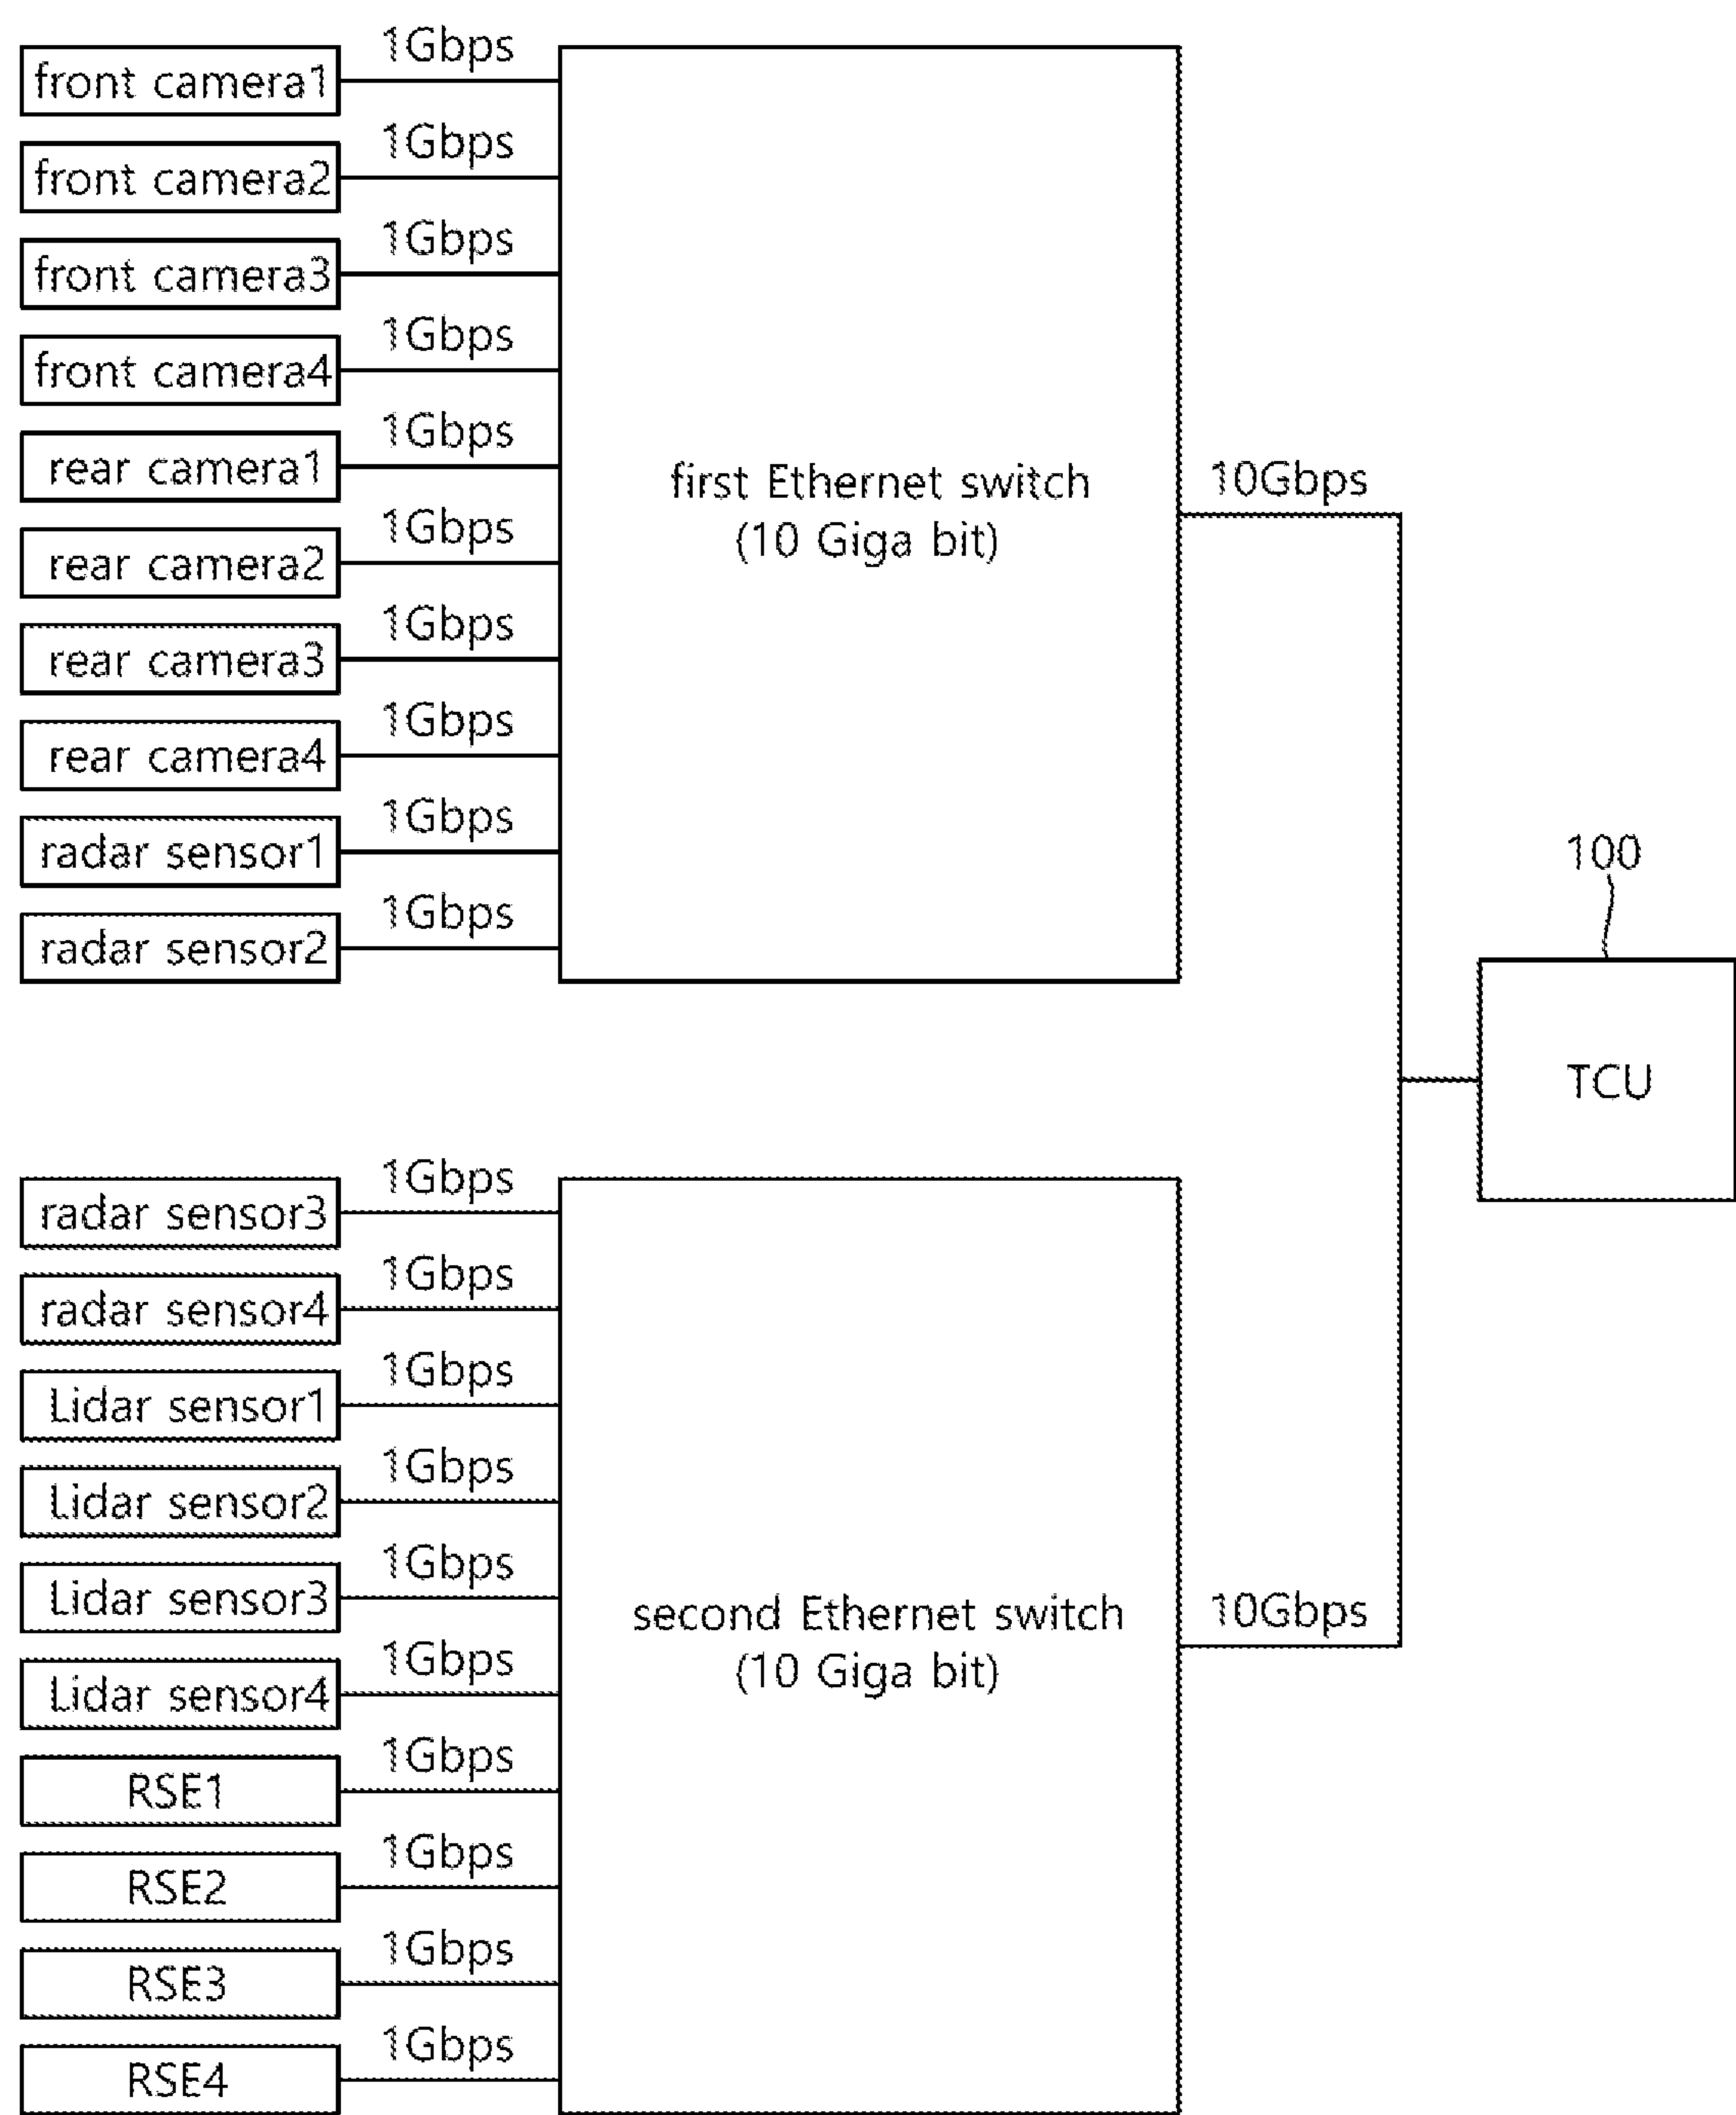 1Gbps
front camera1
1Gbps
front camera2
1Gbps
front camera3
1Gbps
front camera4
1Gbps
rear camera1
1Gbps
rear camera2
1Gbps
rear camera3
1Gbps
rear camera4
1Gbps
radar sensor1
1Gbps
radar sensor2
first Ethernet switch
(10 Giga bit)
10Gbps
100
TCU
1Gbps
radar sensor3
1Gbps
radar sensor4
1Gbps
Lidar sensor1
1Gbps
Lidar sensor2
1Gbps
Lidar sensor3
1Gbps
Lidar sensor4
1Gbps
RSE1
1Gbps
RSE2
1Gbps
RSE3
1Gbps
RSE4
second Ethernet switch
(10 Giga bit)
10Gbps